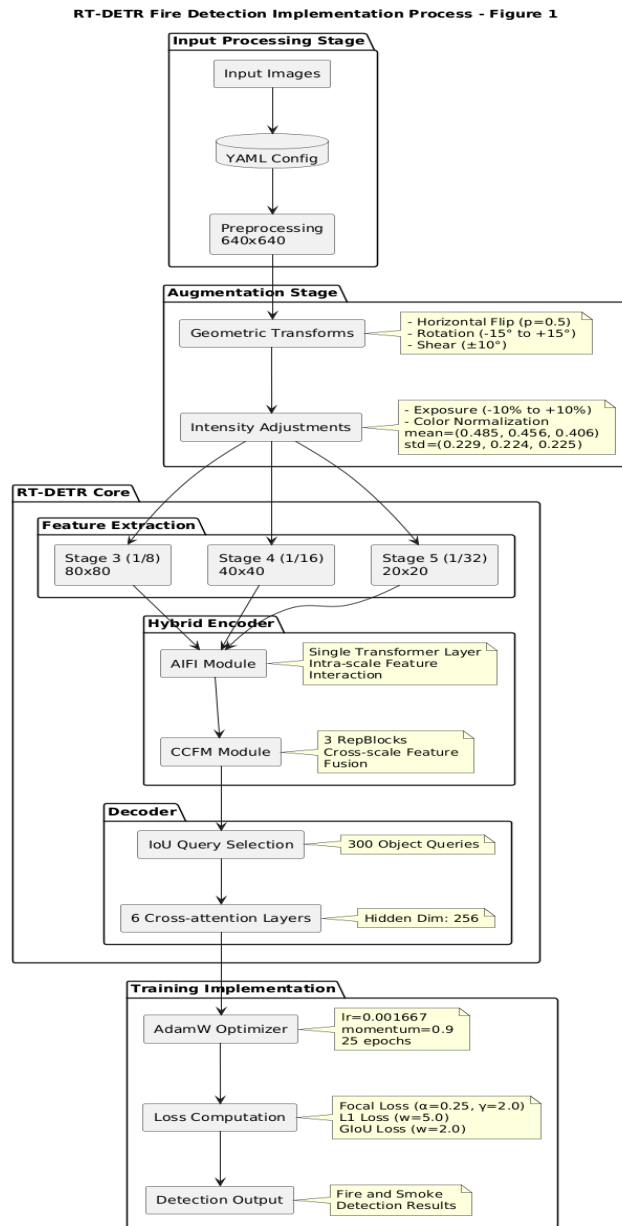 RT-DETR Fire Detection Implementation Process - Figure 1
Input Processing Stage
Input Images
YAML Config
Preprocessing
640x640
Augmentation Stage
Geometric Transforms
- Horizontal Flip (p=0.5)
- Rotation (-15° to +15°)
- Shear (±10°)
Intensity Adjustments
- Exposure (-10% to +10%)
- Color Normalization
mean=(0.485, 0.456, 0.406)
std=(0.229, 0.224, 0.225)
RT-DETR Core
Feature Extraction
Stage 3 (1/8)
80x80
Stage 4 (1/16)
40x40
Stage 5 (1/32)
20x20
Hybrid Encoder
AIFI Module
Single Transformer Layer
Intra-scale Feature
Interaction
CCFM Module
3 RepBlocks
Cross-scale Feature
Fusion
Decoder
IoU Query Selection
300 Object Queries
6 Cross-attention Layers
Hidden Dim: 256
Training Implementation
AdamW Optimizer
lr=0.001667
momentum=0.9
25 epochs
Loss Computation
Focal Loss (α=0.25, γ=2.0)
L1 Loss (w=5.0)
GIoU Loss (w=2.0)
Detection Output
Fire and Smoke
Detection Results